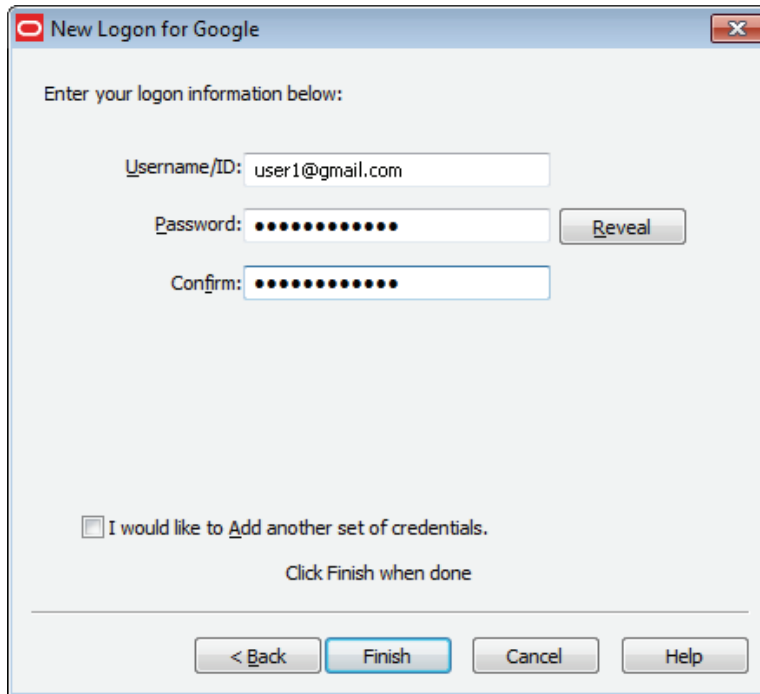 New Logon for Google
Enter your logon information below:
Username/ID: user1@gmail.com
Password: ●●●●●●●●●●●● Reveal
Confirm: ●●●●●●●●●●●●
I would like to Add another set of credentials.
Click Finish when done
< Back Finish Cancel Help